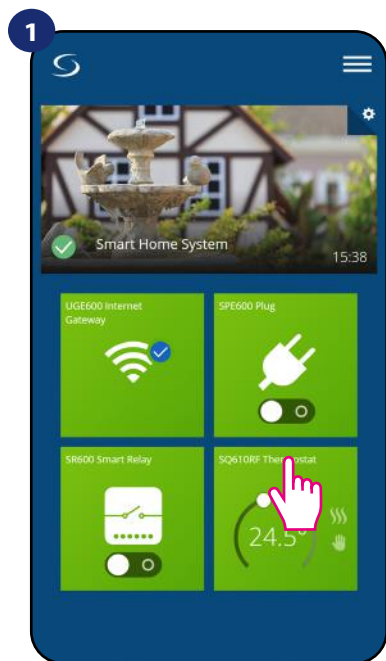 1
Smart Home System
15:38
UGE600 Internet
Gateway
SPE600 Plug
SR600 Smart Relay
SQ610RF Thermostat
24.5°